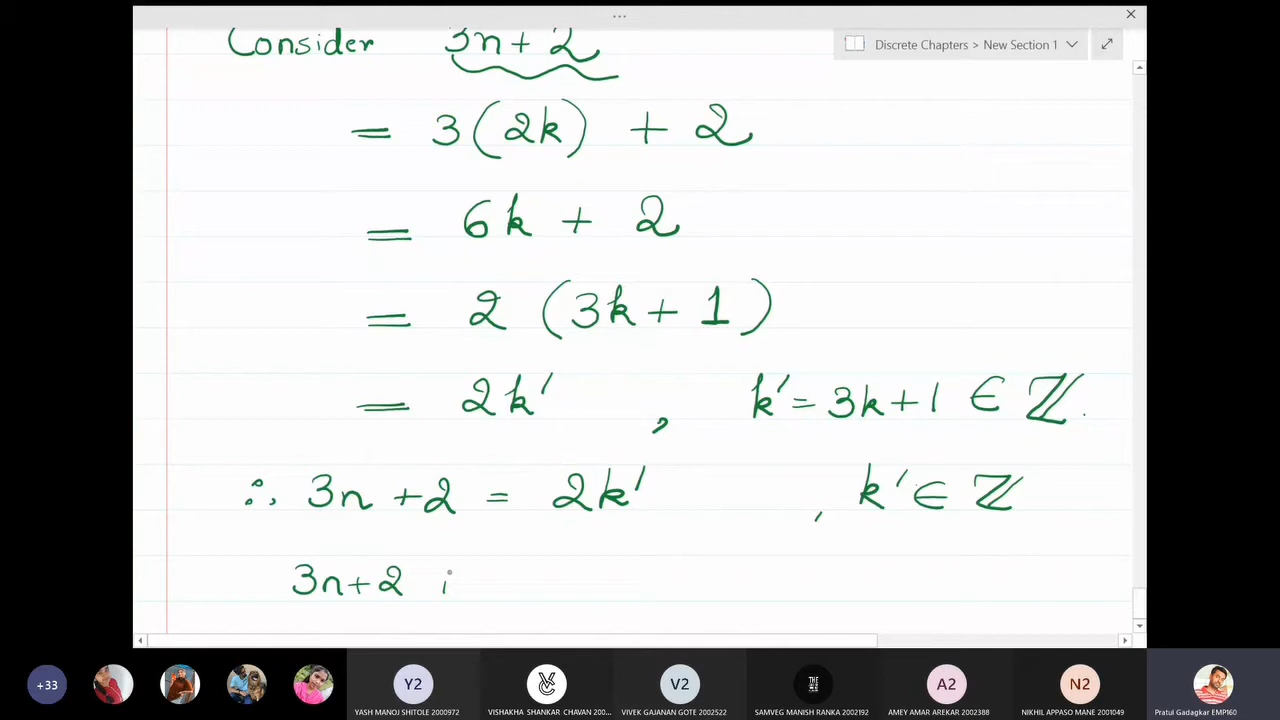 ...
Discrete Chapters > New Section 1
Consider 3n + 2
= 3 (2k) + 2
= 6k + 2
= 2 (3k + 1)
= 2k' , k' = 3k + 1 ∈ ℤ.
∴ 3n + 2 = 2k' , k' ∈ ℤ
3n + 2 i
+33
Y2
V2
A2
N2
YASH MANOJ SHITOLE 2000972
VISHAKHA SHANKAR CHAVAN 200...
VIVEK GAJANAN GOTE 2002522
SAMVEG MANISH RANKA 2002192
AMEY AMAR AREKAR 2002388
NIKHIL APPASO MANE 2001049
Pratul Gadagkar EMP160